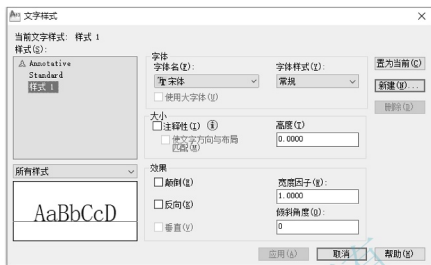 文字样式
当前文字样式: 样式 1
样式(S):
Annotative
Standard
样式 1
所有样式
AaBbCcD
字体
字体名(F):
宋体
字体样式(Y):
常规
使用大字体(U)
大小
注释性(I)
使文字方向与布局
匹配(M)
高度(T)
0.0000
效果
颠倒(E)
反向(K)
垂直(V)
宽度因子(W):
1.0000
倾斜角度(O):
0
置为当前(C)
新建(N)...
删除(D)
应用(A)
取消
帮助(H)